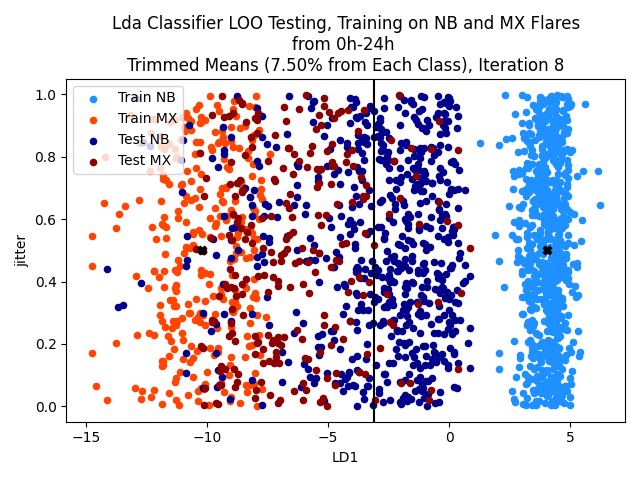 Lda Classifier LOO Testing, Training on NB and MX Flares
from 0h-24h
Trimmed Means (7.50% from Each Class), Iteration 8
Train NB
Train MX
Test NB
Test MX
jitter
1.0
0.8
0.6
0.4
0.2
0.0
−15
−10
−5
0
5
LD1